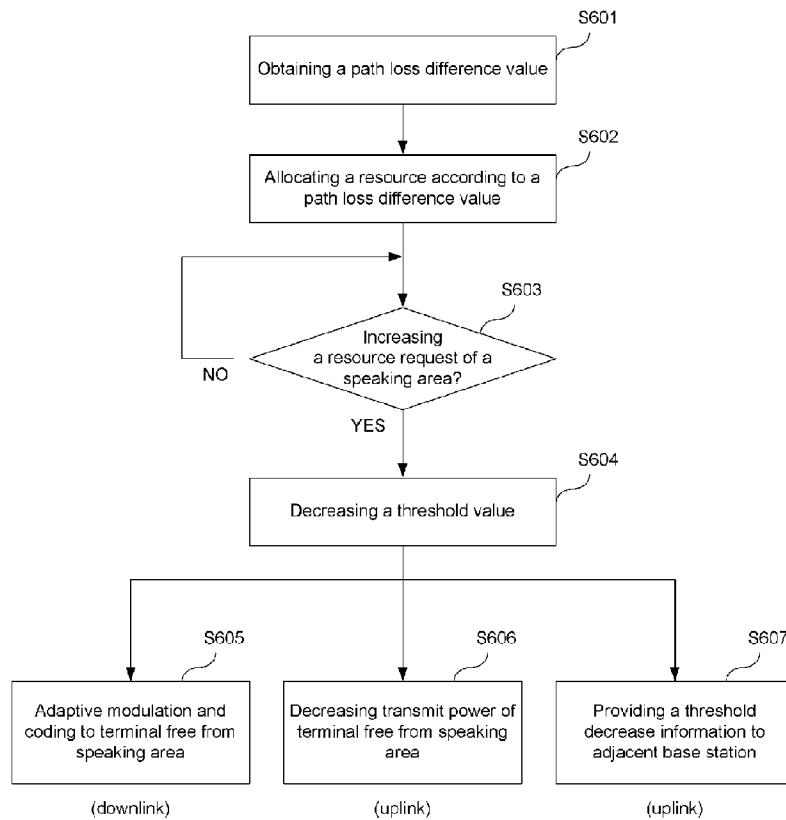 S601
Obtaining a path loss difference value
S602
Allocating a resource according to a
path loss difference value
S603
Increasing
a resource request of a
speaking area?
NO
YES
S604
Decreasing a threshold value
S605
Adaptive modulation and
coding to terminal free from
speaking area
(downlink)
S606
Decreasing transmit power of
terminal free from speaking
area
(uplink)
S607
Providing a threshold
decrease information to
adjacent base station
(uplink)